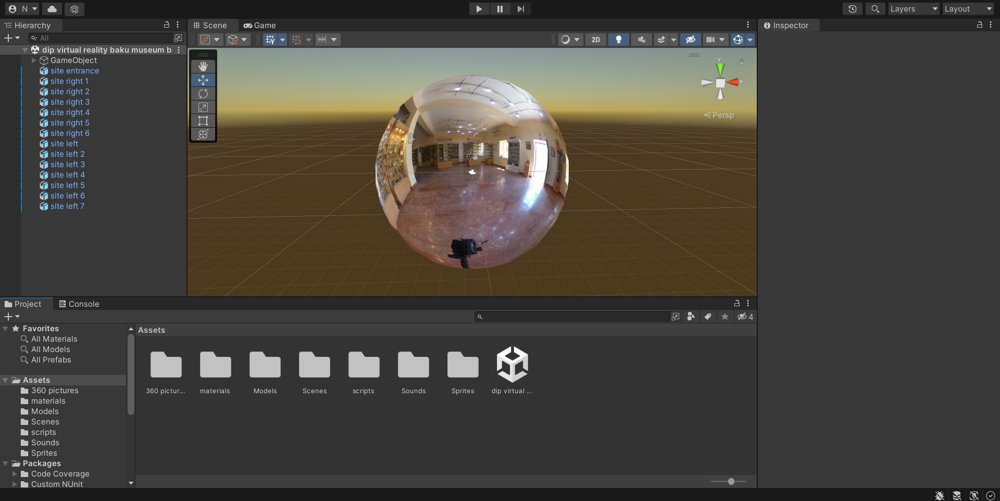 N
Layers
Layout
Hierarchy
Scene
Game
Inspector
All
2D
dip virtual reality baku museum b
GameObject
site entrance
site right 1
site right 2
site right 3
site right 4
site right 5
site right 6
site left
site left 2
site left 3
site left 4
site left 5
site left 6
site left 7
y
x
Persp
Project
Console
4
Favorites
All Materials
All Models
All Prefabs
Assets
360 pictures
materials
Models
Scenes
scripts
Sounds
Sprites
Packages
Code Coverage
Custom NUnit
Assets
360 pictur...
materials
Models
Scenes
scripts
Sounds
Sprites
dip virtual ...